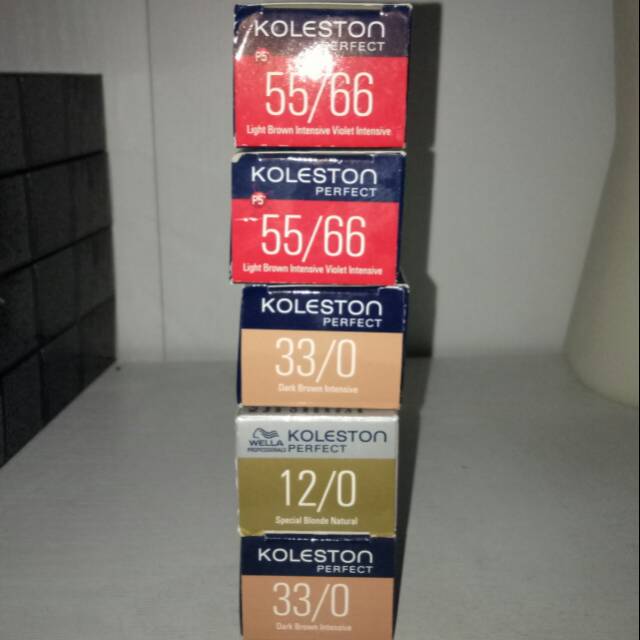 KOLESTON
PERFECT
P5
55/66
Light Brown Intensive Violet Intensive
KOLESTON
PERFECT
P5
55/66
Light Brown Intensive Violet Intensive
KOLESTON
PERFECT
33/0
Dark Brown Intensive
WELLA
PROFESSIONALS
KOLESTON
PERFECT
12/0
Special Blonde Natural
KOLESTON
PERFECT
33/0
Dark Brown Intensive